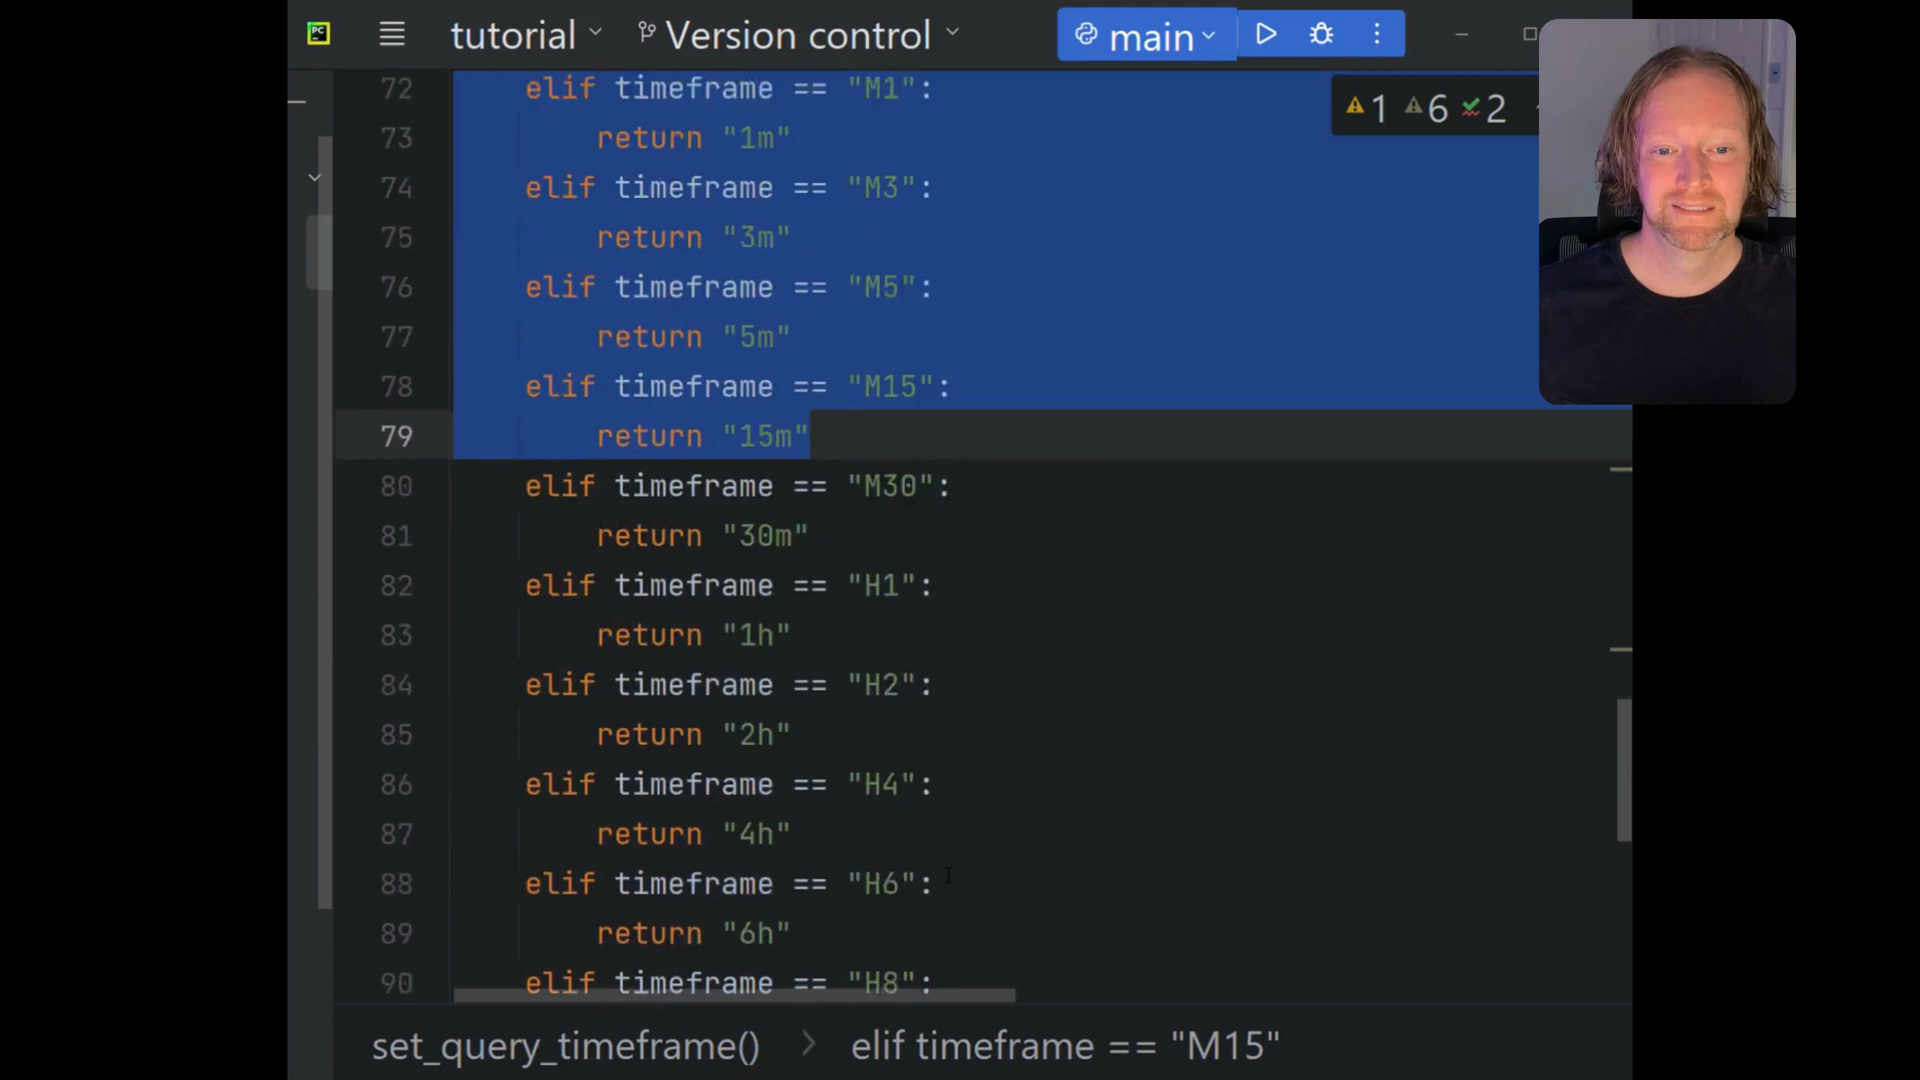 PC
tutorial
Version control
main
1 6 2
72 elif timeframe == "M1":
73 return "1m"
74 elif timeframe == "M3":
75 return "3m"
76 elif timeframe == "M5":
77 return "5m"
78 elif timeframe == "M15":
79 return "15m"
80 elif timeframe == "M30":
81 return "30m"
82 elif timeframe == "H1":
83 return "1h"
84 elif timeframe == "H2":
85 return "2h"
86 elif timeframe == "H4":
87 return "4h"
88 elif timeframe == "H6":
89 return "6h"
90 elif timeframe == "H8":
set_query_timeframe() > elif timeframe == "M15"